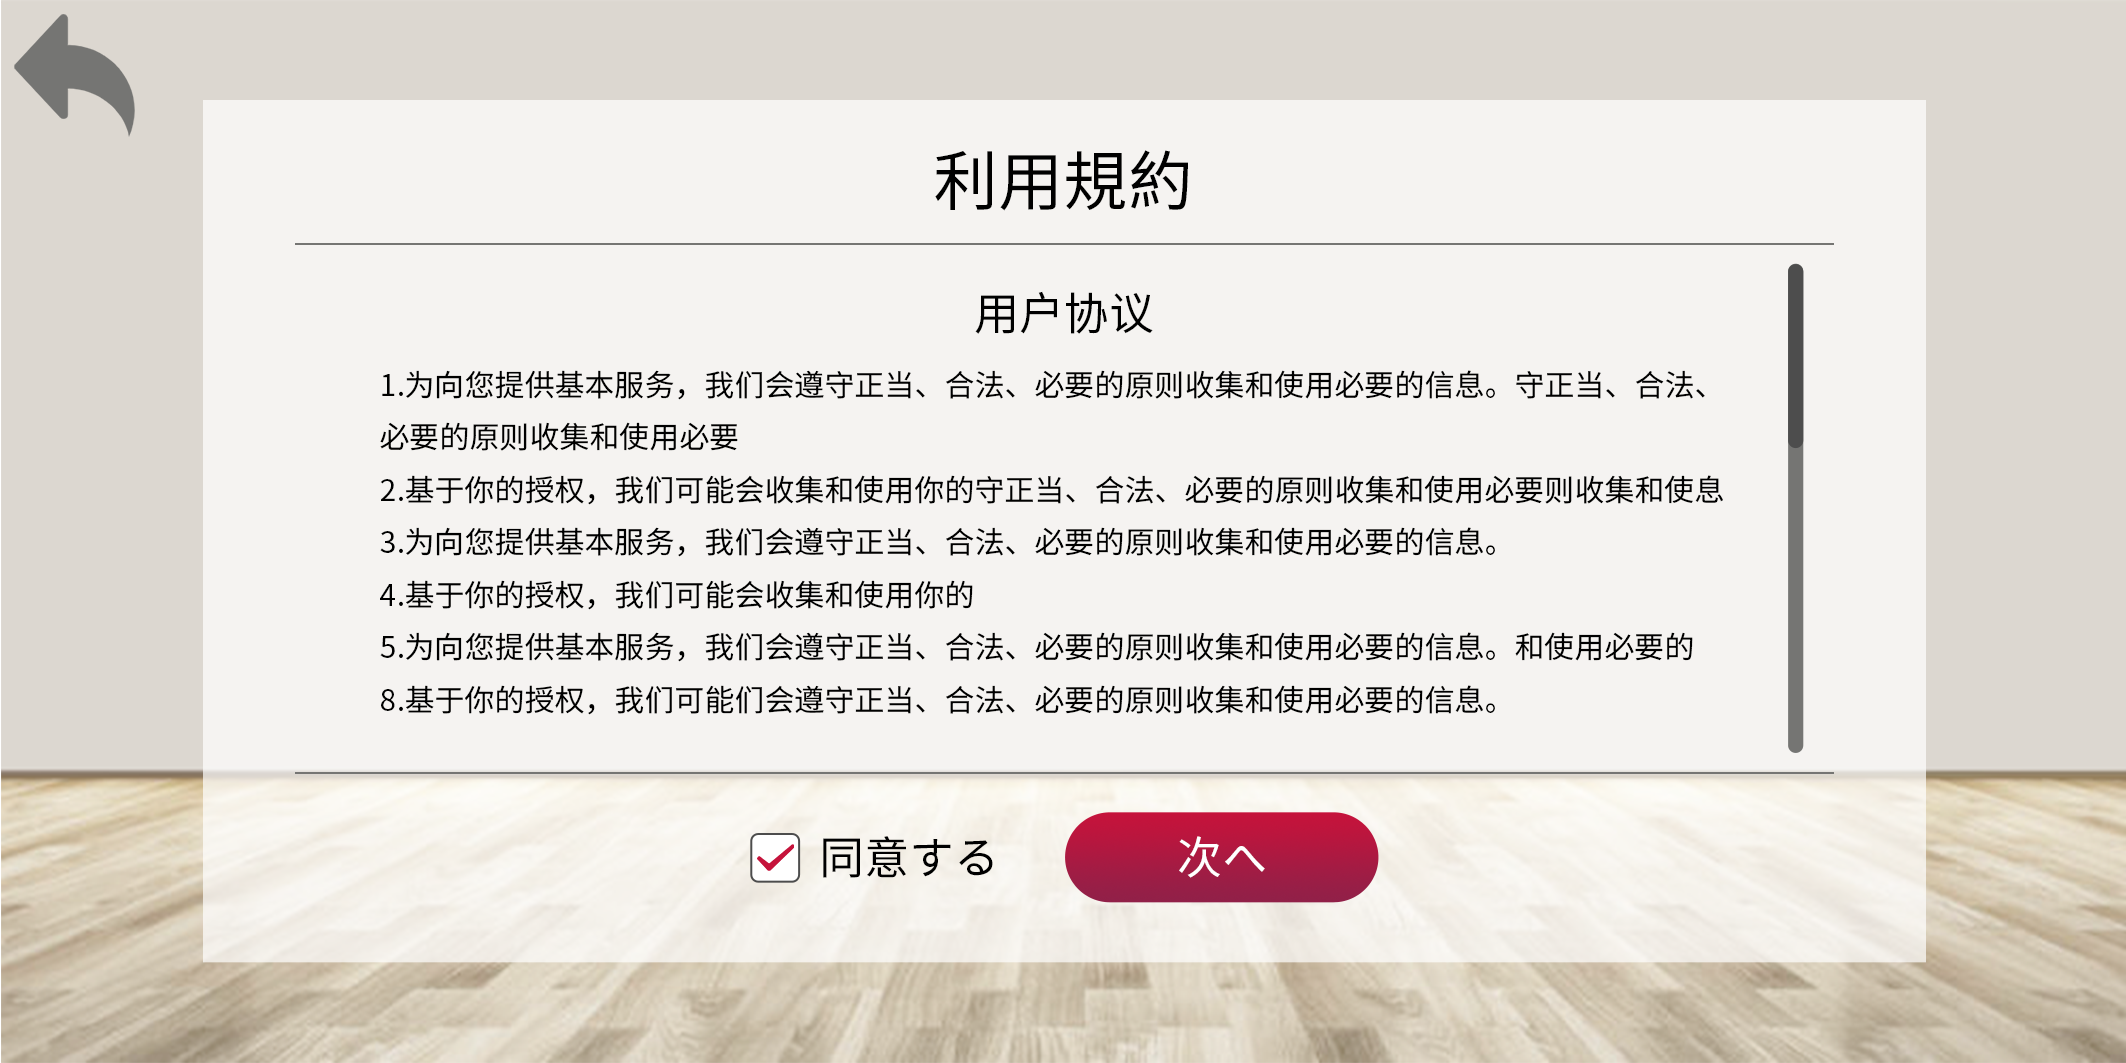 利用規約
用户协议
1.为向您提供基本服务，我们会遵守正当、合法、必要的原则收集和使用必要的信息。守正当、合法、
必要的原则收集和使用必要
2.基于你的授权，我们可能会收集和使用你的守正当、合法、必要的原则收集和使用必要则收集和使息
3.为向您提供基本服务，我们会遵守正当、合法、必要的原则收集和使用必要的信息。
4.基于你的授权，我们可能会收集和使用你的
5.为向您提供基本服务，我们会遵守正当、合法、必要的原则收集和使用必要的信息。和使用必要的
8.基于你的授权，我们可能们会遵守正当、合法、必要的原则收集和使用必要的信息。
同意する
次へ